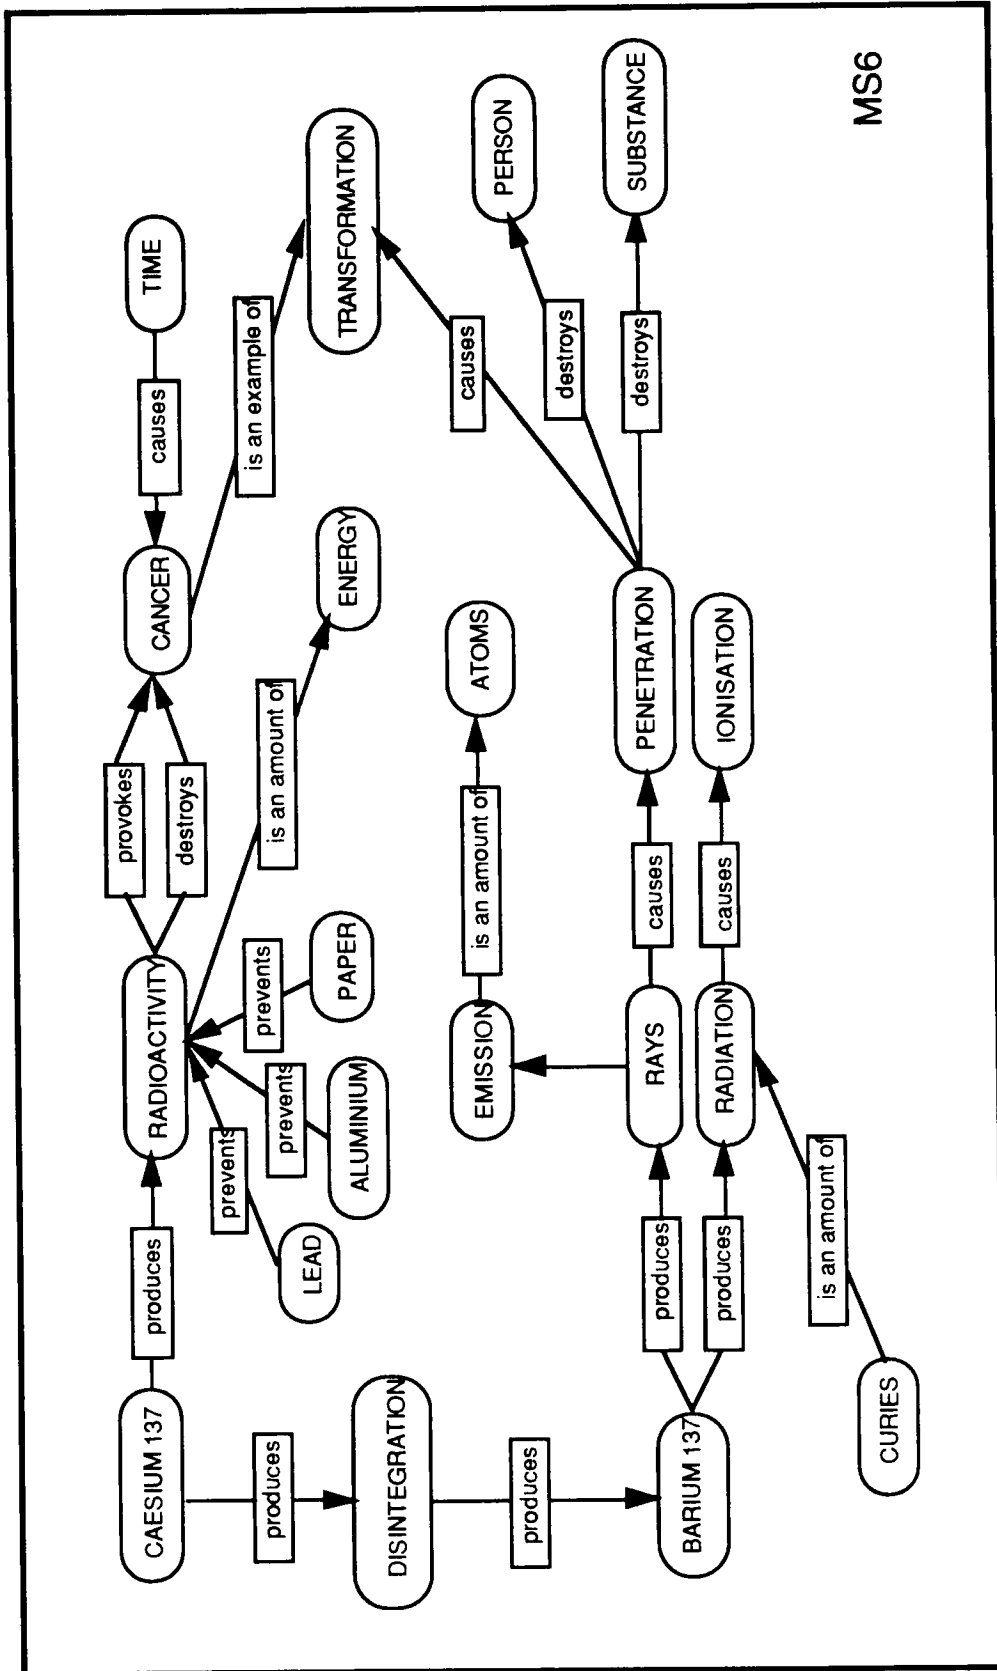 CAESIUM 137
produces
RADIOACTIVITY
provokes
destroys
CANCER
causes
TIME
is an example of
TRANSFORMATION
is an amount of
ENERGY
prevents
LEAD
prevents
ALUMINIUM
prevents
PAPER
produces
DISINTEGRATION
produces
BARIUM 137
produces
RAYS
EMISSION
is an amount of
ATOMS
causes
PENETRATION
causes
destroys
PERSON
destroys
SUBSTANCE
produces
RADIATION
causes
IONISATION
is an amount of
CURIES
MS6